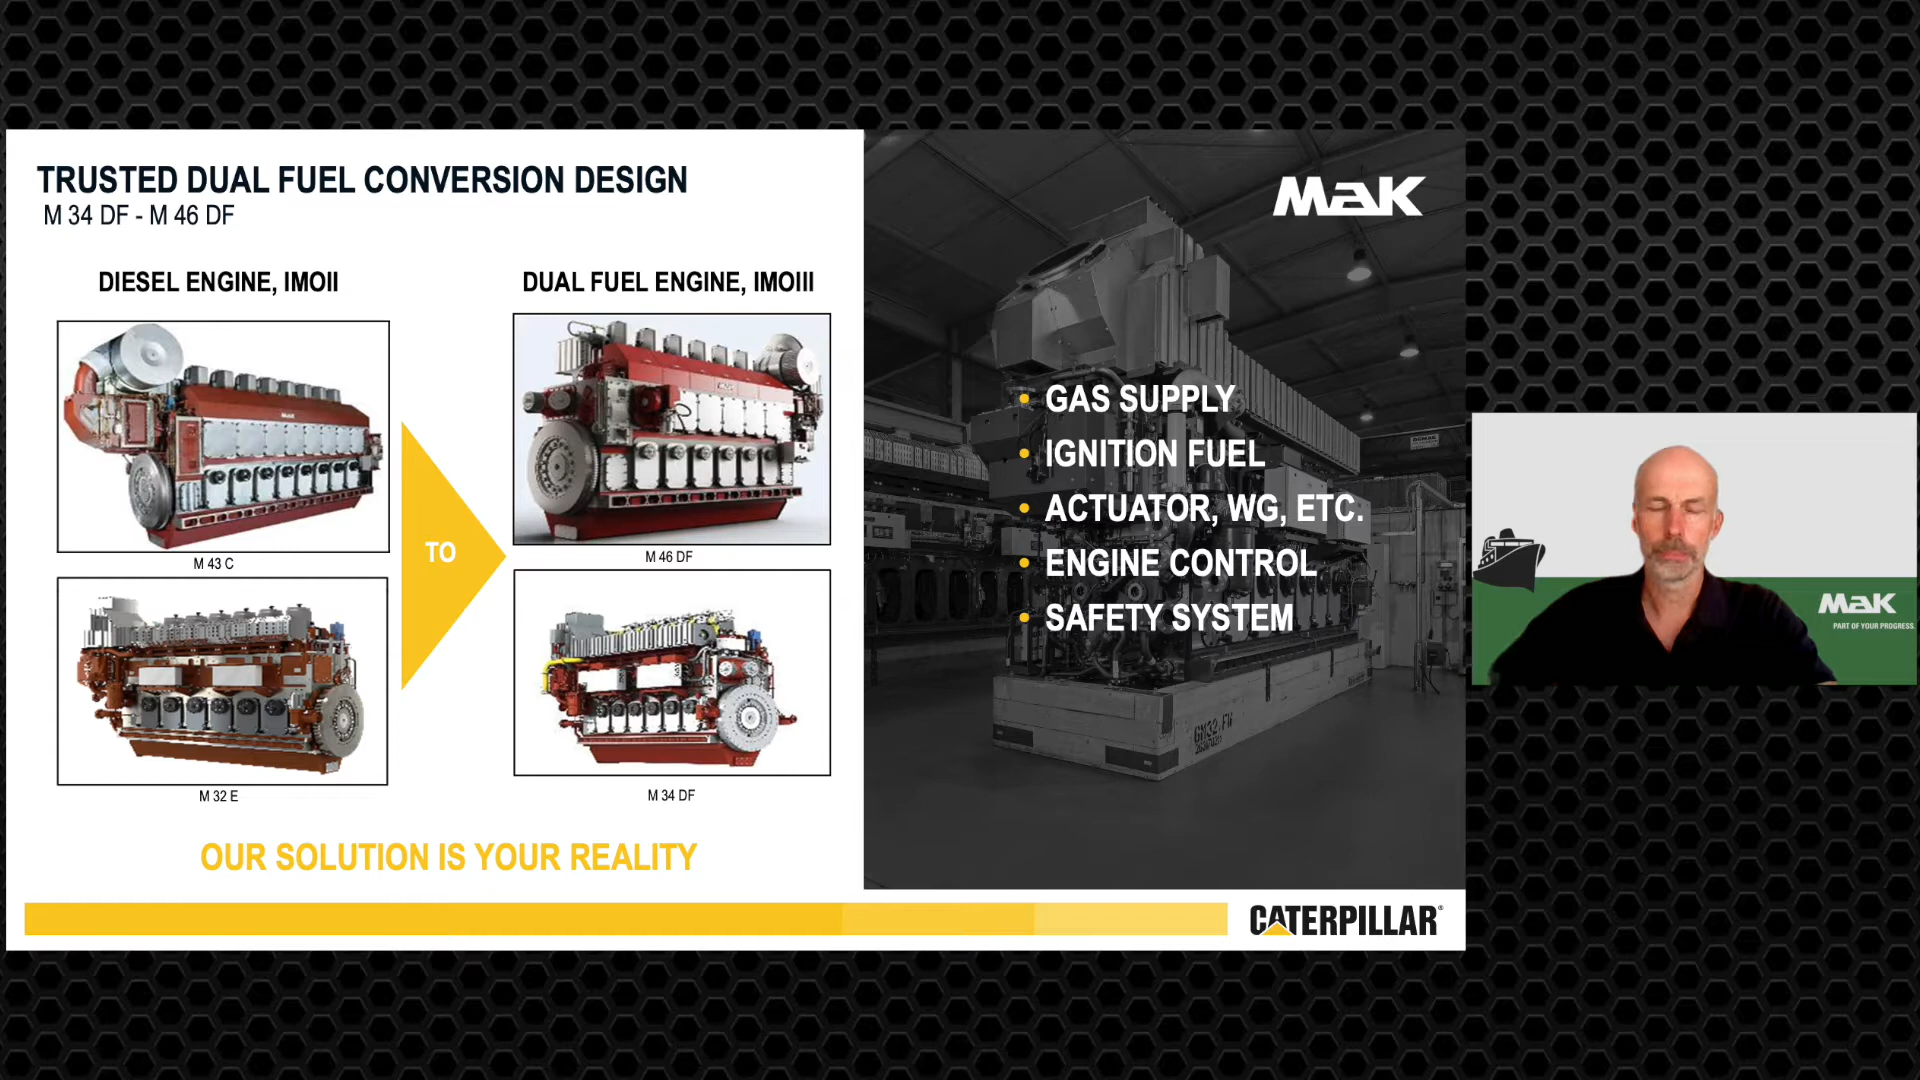 TRUSTED DUAL FUEL CONVERSION DESIGN
M 34 DF - M 46 DF
DIESEL ENGINE, IMOII
DUAL FUEL ENGINE, IMOIII
MaK
M 43 C
M 46 DF
TO
M 32 E
M 34 DF
OUR SOLUTION IS YOUR REALITY
MaK
• GAS SUPPLY
• IGNITION FUEL
• ACTUATOR, WG, ETC.
• ENGINE CONTROL
• SAFETY SYSTEM
CATERPILLAR®
MaK
PART OF YOUR PROGRESS.